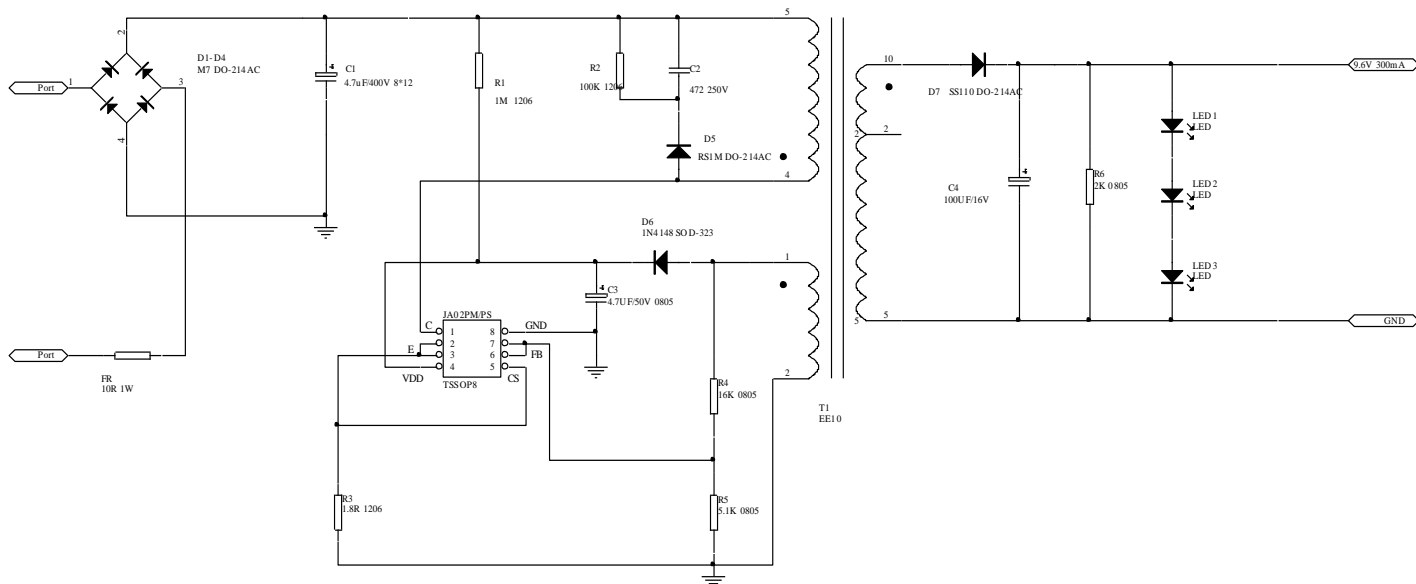 5
2
D1-D4
M7 DO-214AC
Port
1
3
4
C1
4.7uF/400V 8*12
R1
1M 1206
R2
100K 1206
C2
472 250V
D5
RS1M DO-214AC
4
10
D7 SS110 DO-214AC
9.6V 300mA
2
2
LED1
LED
R6
2K 0805
C4
100UF/16V
LED2
LED
LED3
LED
5
5
GND
D6
1N4148 SOD-323
1
C3
4.7UF/50V 0805
JA02PM/PS
C
1
8
GND
E
2
7
3
6
FB
VDD
4
5
CS
TSSOP8
Port
FR
10R 1W
2
R4
16K 0805
T1
EE10
R3
1.8R 1206
R5
5.1K 0805